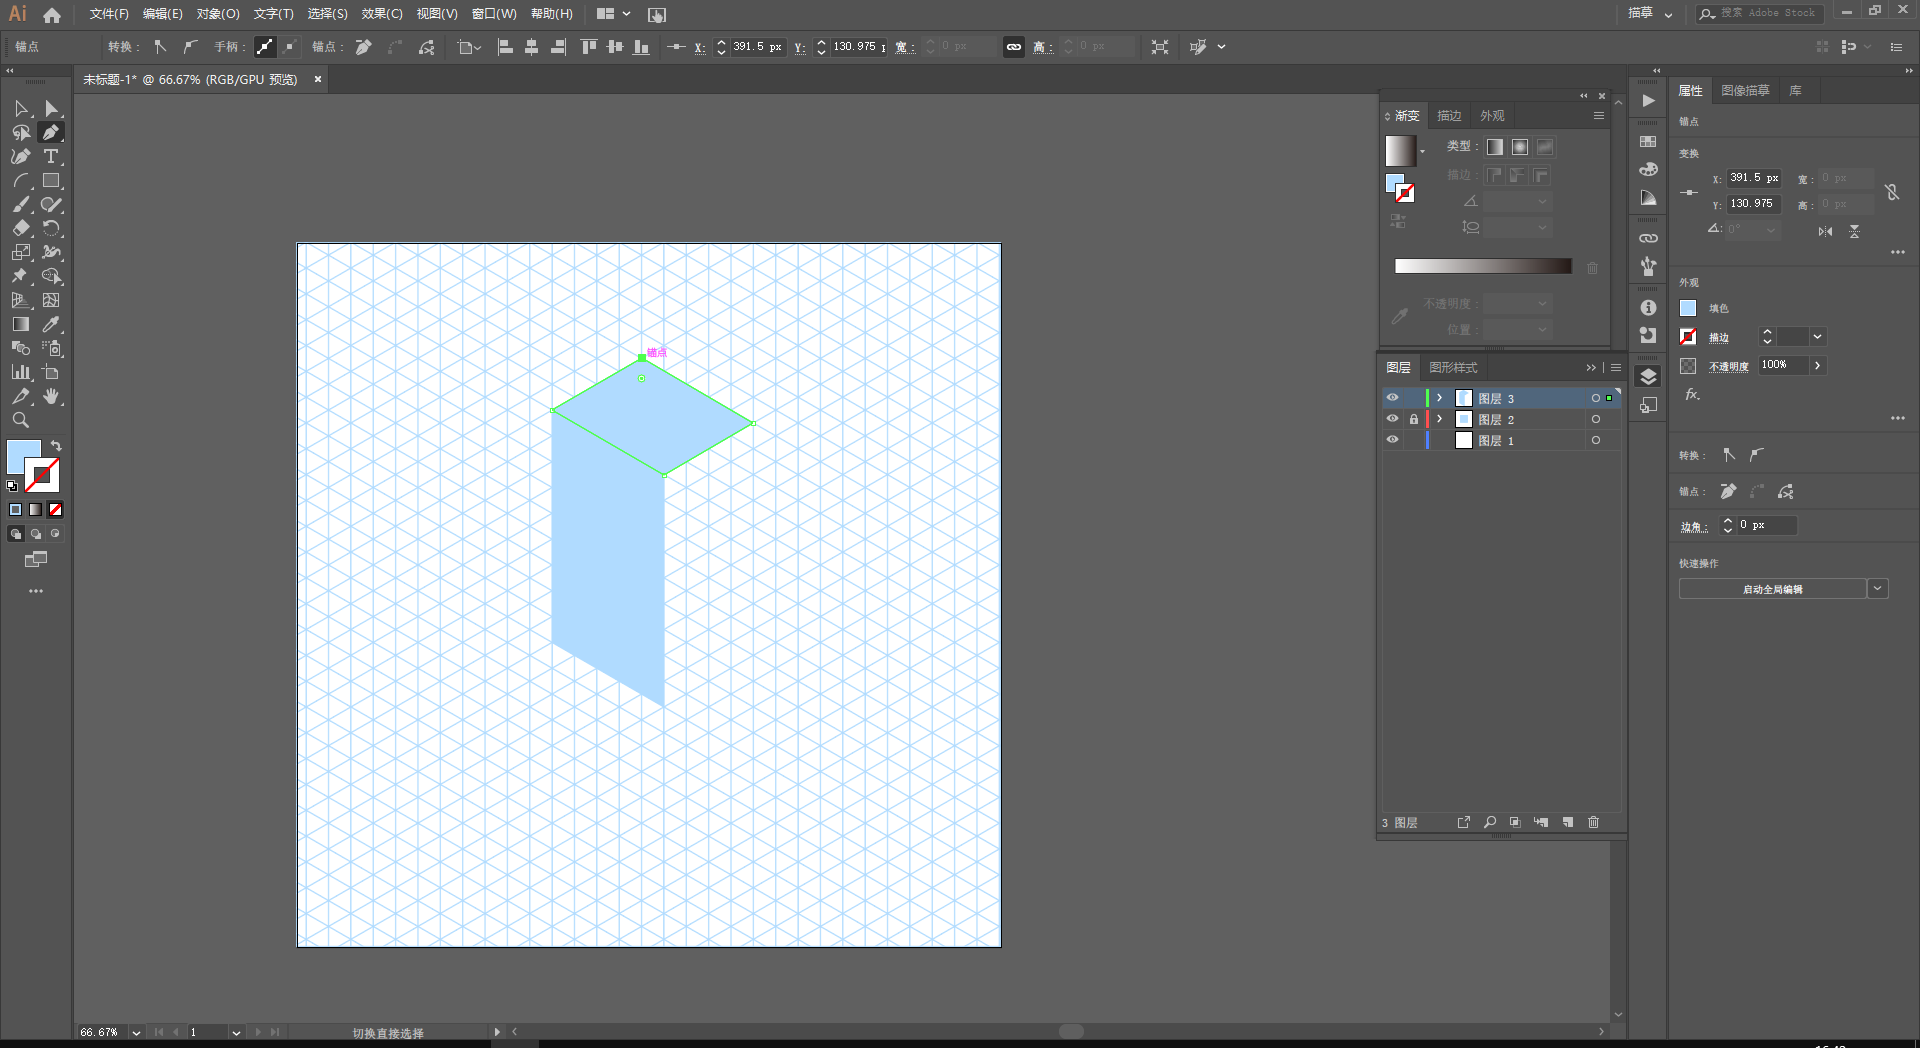 Ai 文件(F) 编辑(E) 对象(O) 文字(T) 选择(S) 效果(C) 视图(V) 窗口(W) 帮助(H) 描摹 搜索 Adobe Stock
锚点 转换： 手柄： 锚点： X: 391.5 px Y: 130.975 p 宽: 0 px 高: 0 px
未标题-1* @ 66.67% (RGB/GPU 预览) ×
锚点
渐变 描边 外观
类型：
描边：
不透明度：
位置：
图层 图形样式
图层 3
图层 2
图层 1
3 图层
属性 图像描摹 库
锚点
变换
X: 391.5 px 宽: 0 px
Y: 130.975 高: 0 px
0°
外观
填色
描边
不透明度 100%
fx.
转换：
锚点：
边角： 0 px
快速操作
启动全局编辑
66.67% 1 切换直接选择